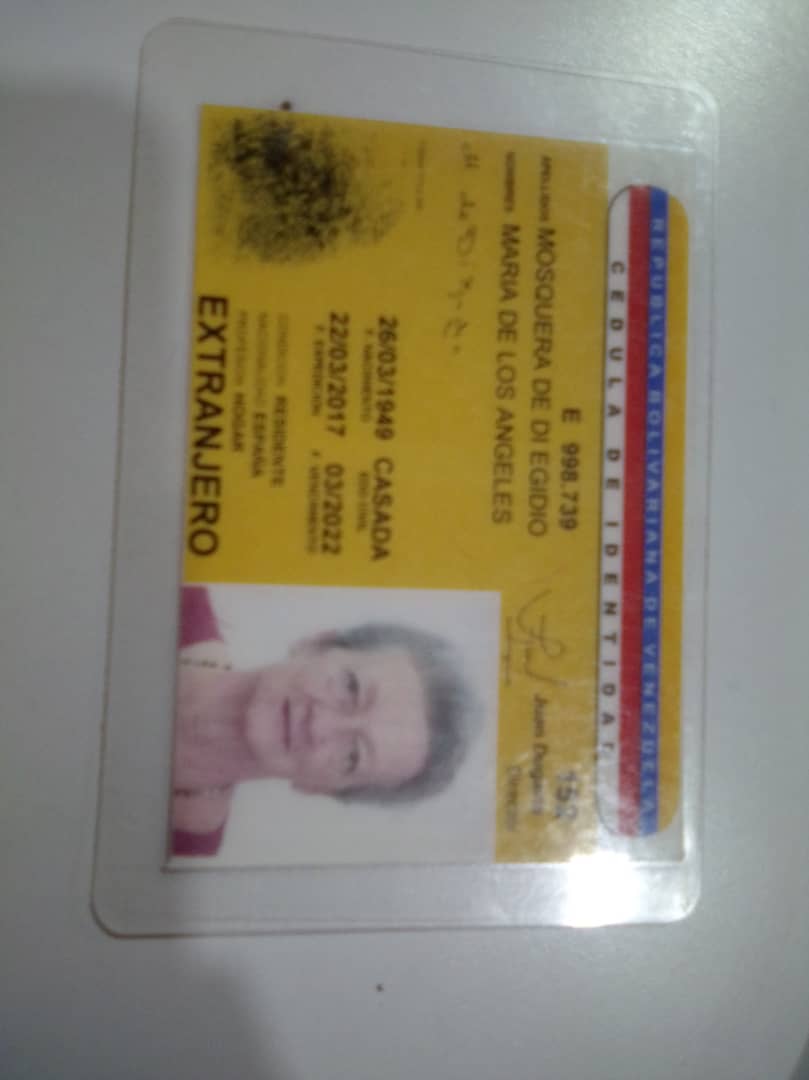 REPUBLICA BOLIVARIANA DE VENEZUELA
CEDULA DE IDENTIDAD
E 998.739
152
APELLIDOS MOSQUERA DE DI EGIDIO
NOMBRES MARIA DE LOS ANGELES
Juan Dugarte
Director
26/03/1949 CASADA
F. NACIMIENTO EDO CIVIL
22/03/2017 03/2022
F. EXPEDICION F. VENCIMIENTO
CONDICION RESIDENTE
NACIONALIDAD ESPAÑA
PROFESION HOGAR
EXTRANJERO